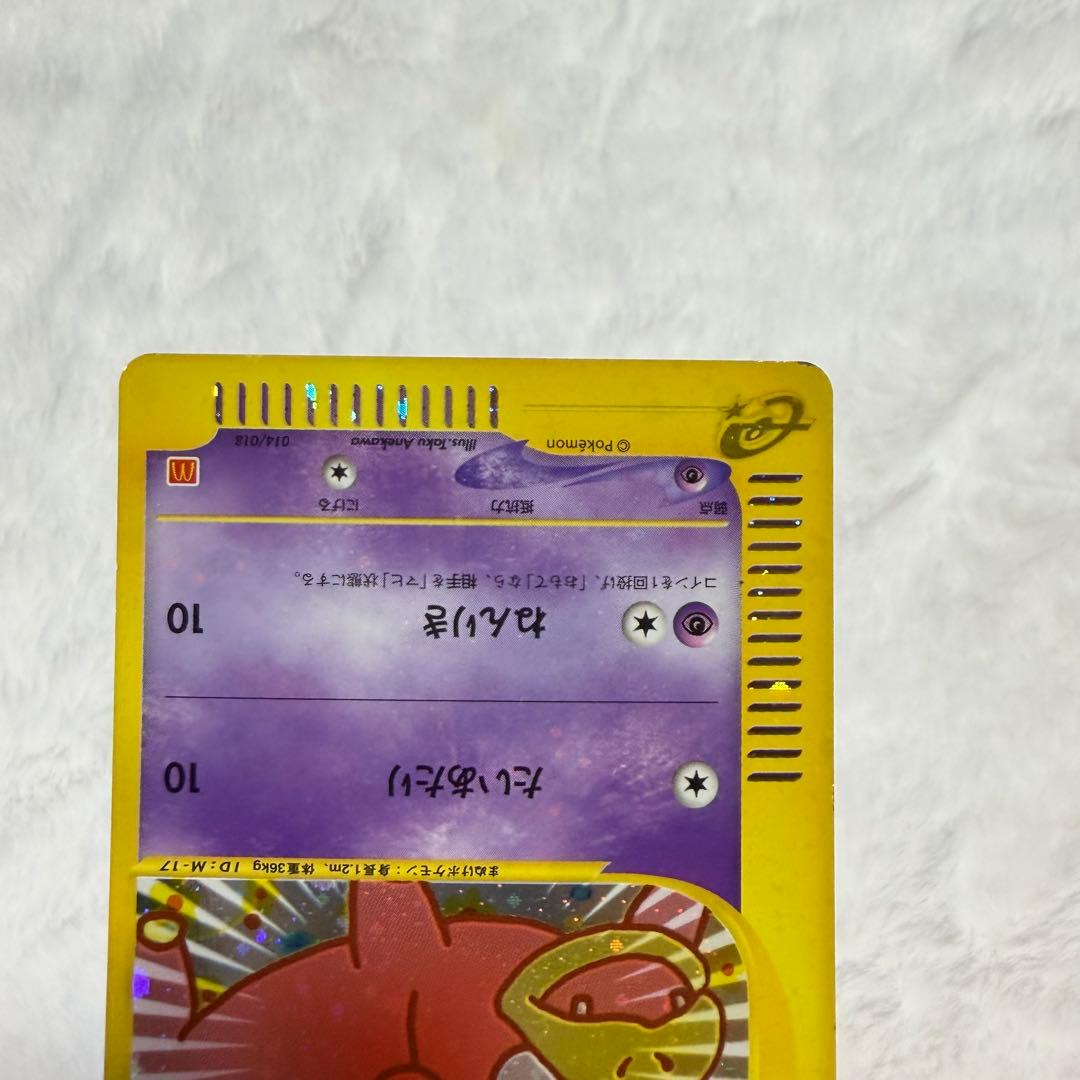 まぬけポケモン：身長1.2m、体重36kg ID：M-17
たいあたり 10
ねんりき 10
コインを1回投げ、「おもて」なら、相手を「マヒ」状態にする。
弱点 抵抗力 にげる
©Pokémon Illus.Taku Anekawa 014/018